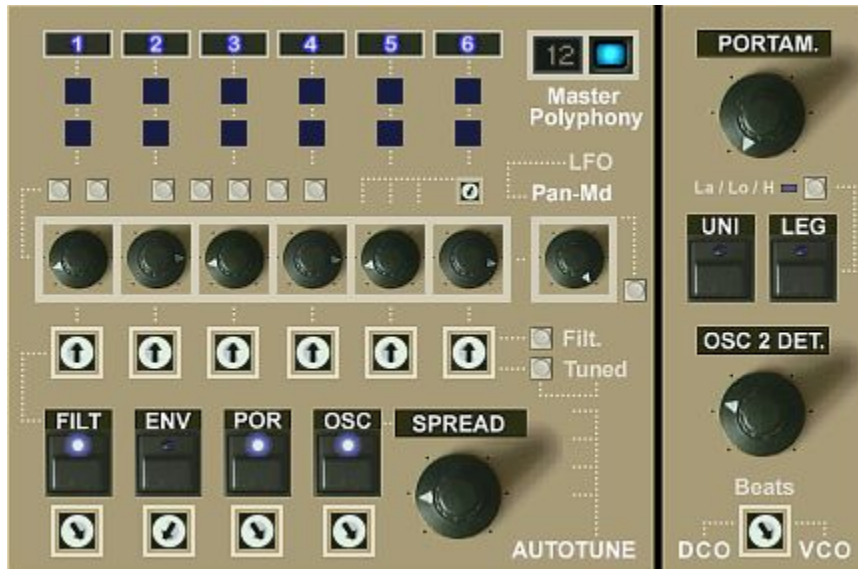 1 2 3 4 5 6
12
PORTAM.
Master
Polyphony
LFO
Pan-Md
La / Lo / H
UNI LEG
Filt.
Tuned
OSC 2 DET.
FILT ENV POR OSC SPREAD
Beats
AUTOTUNE
DCO VCO